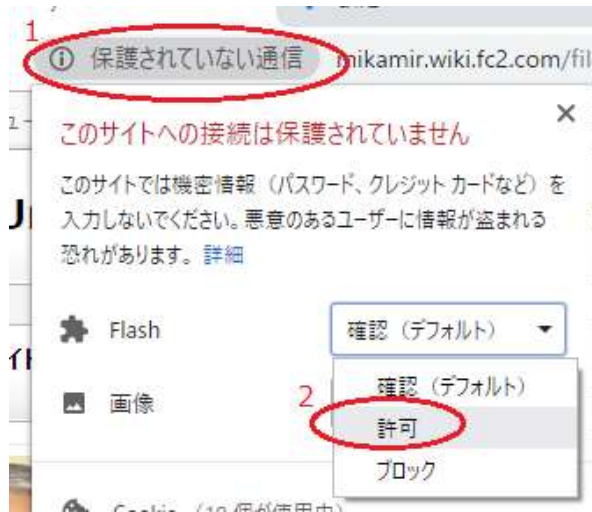 1
保護されていない通信
mikamir.wiki.fc2.com/fil
このサイトへの接続は保護されていません
このサイトでは機密情報（パスワード、クレジット カードなど）を
入力しないでください。悪意のあるユーザーに情報が盗まれる
恐れがあります。 詳細
Flash
確認（デフォルト）
確認（デフォルト）
画像
2
許可
ブロック